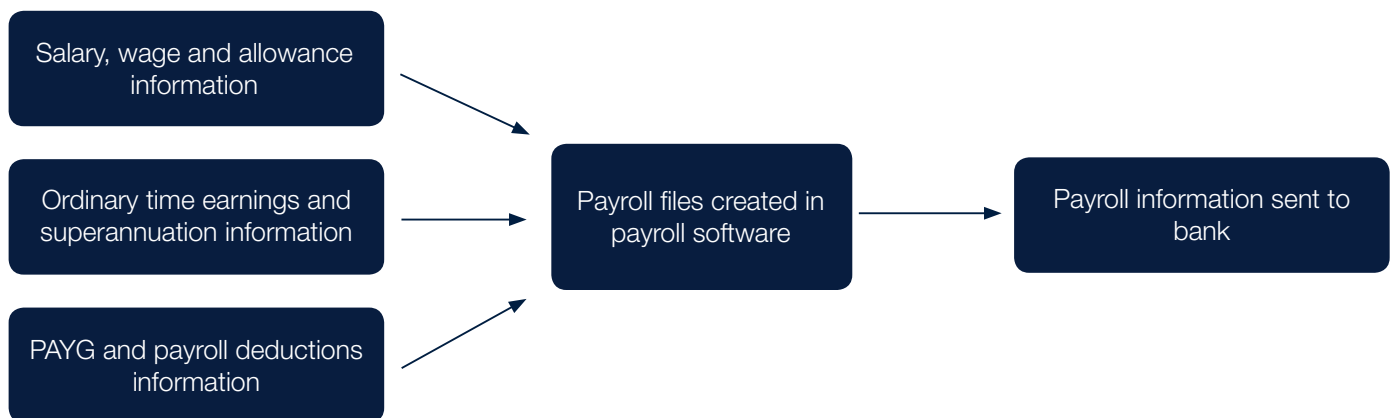 Salary, wage and allowance
information
Ordinary time earnings and
superannuation information
PAYG and payroll deductions
information
Payroll files created in
payroll software
Payroll information sent to
bank